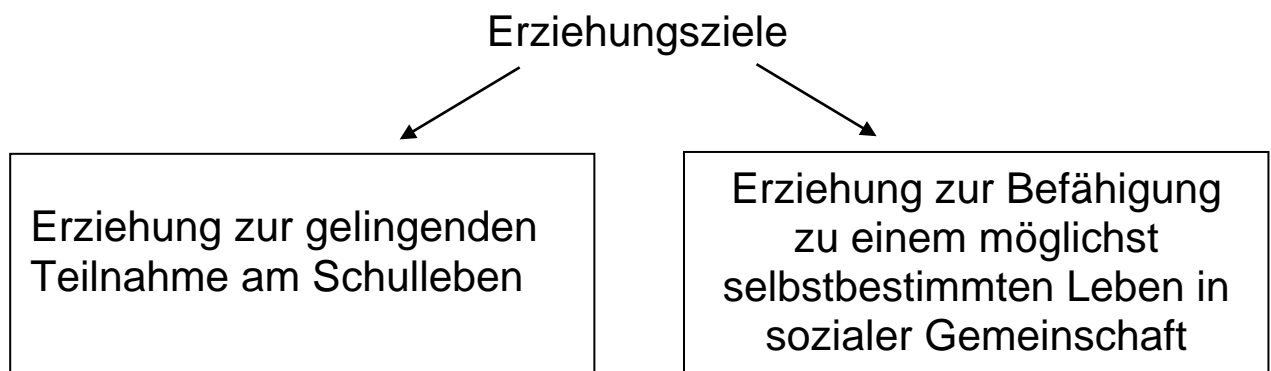 Erziehungsziele
Erziehung zur gelingenden
Teilnahme am Schulleben
Erziehung zur Befähigung
zu einem möglichst
selbstbestimmten Leben in
sozialer Gemeinschaft